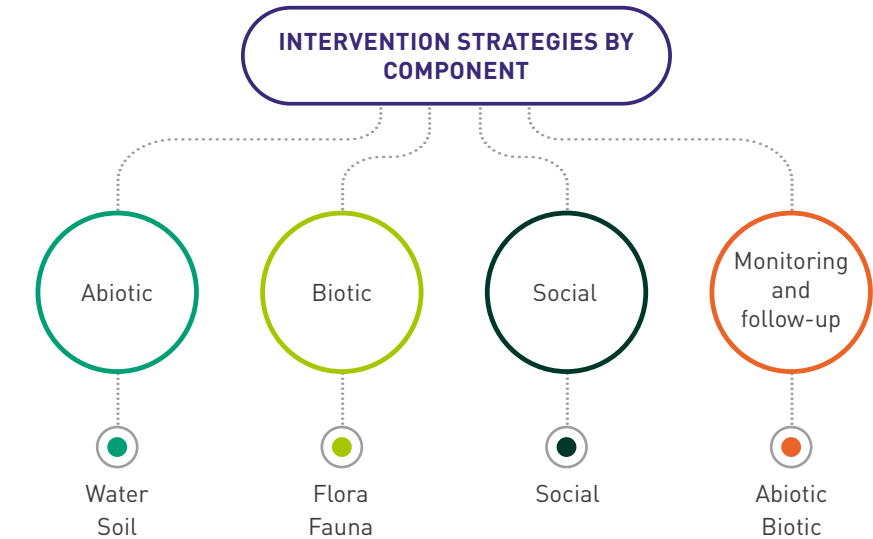 INTERVENTION STRATEGIES BY
COMPONENT
Abiotic
Biotic
Social
Monitoring
and
follow-up
Water
Soil
Flora
Fauna
Social
Abiotic
Biotic